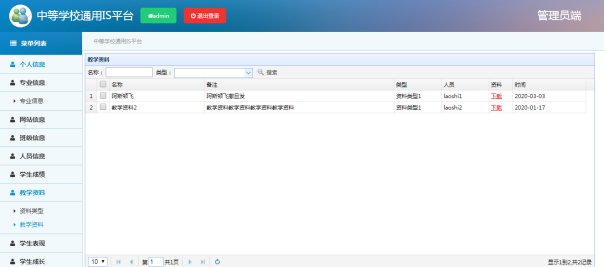 中等学校通用IS平台 admin 退出登录 管理员端
菜单列表
中等学校通用IS平台
个人信息
专业信息
专业信息
网站信息
班级信息
人员信息
学生成绩
教学资料
资料类型
教学资料
学生表现
学生成长
教学资料
名称: 类型: 搜索
名称 备注 类型 人员 资料 时间
1 阿斯顿飞 资料类型1 laoshi1 下载 2020-03-03
2 教学资料2 教学资料教学资料教学资料教学资料 资料类型1 laoshi2 下载 2020-01-17
10 第 1 共1页 显示1到2,共2记录